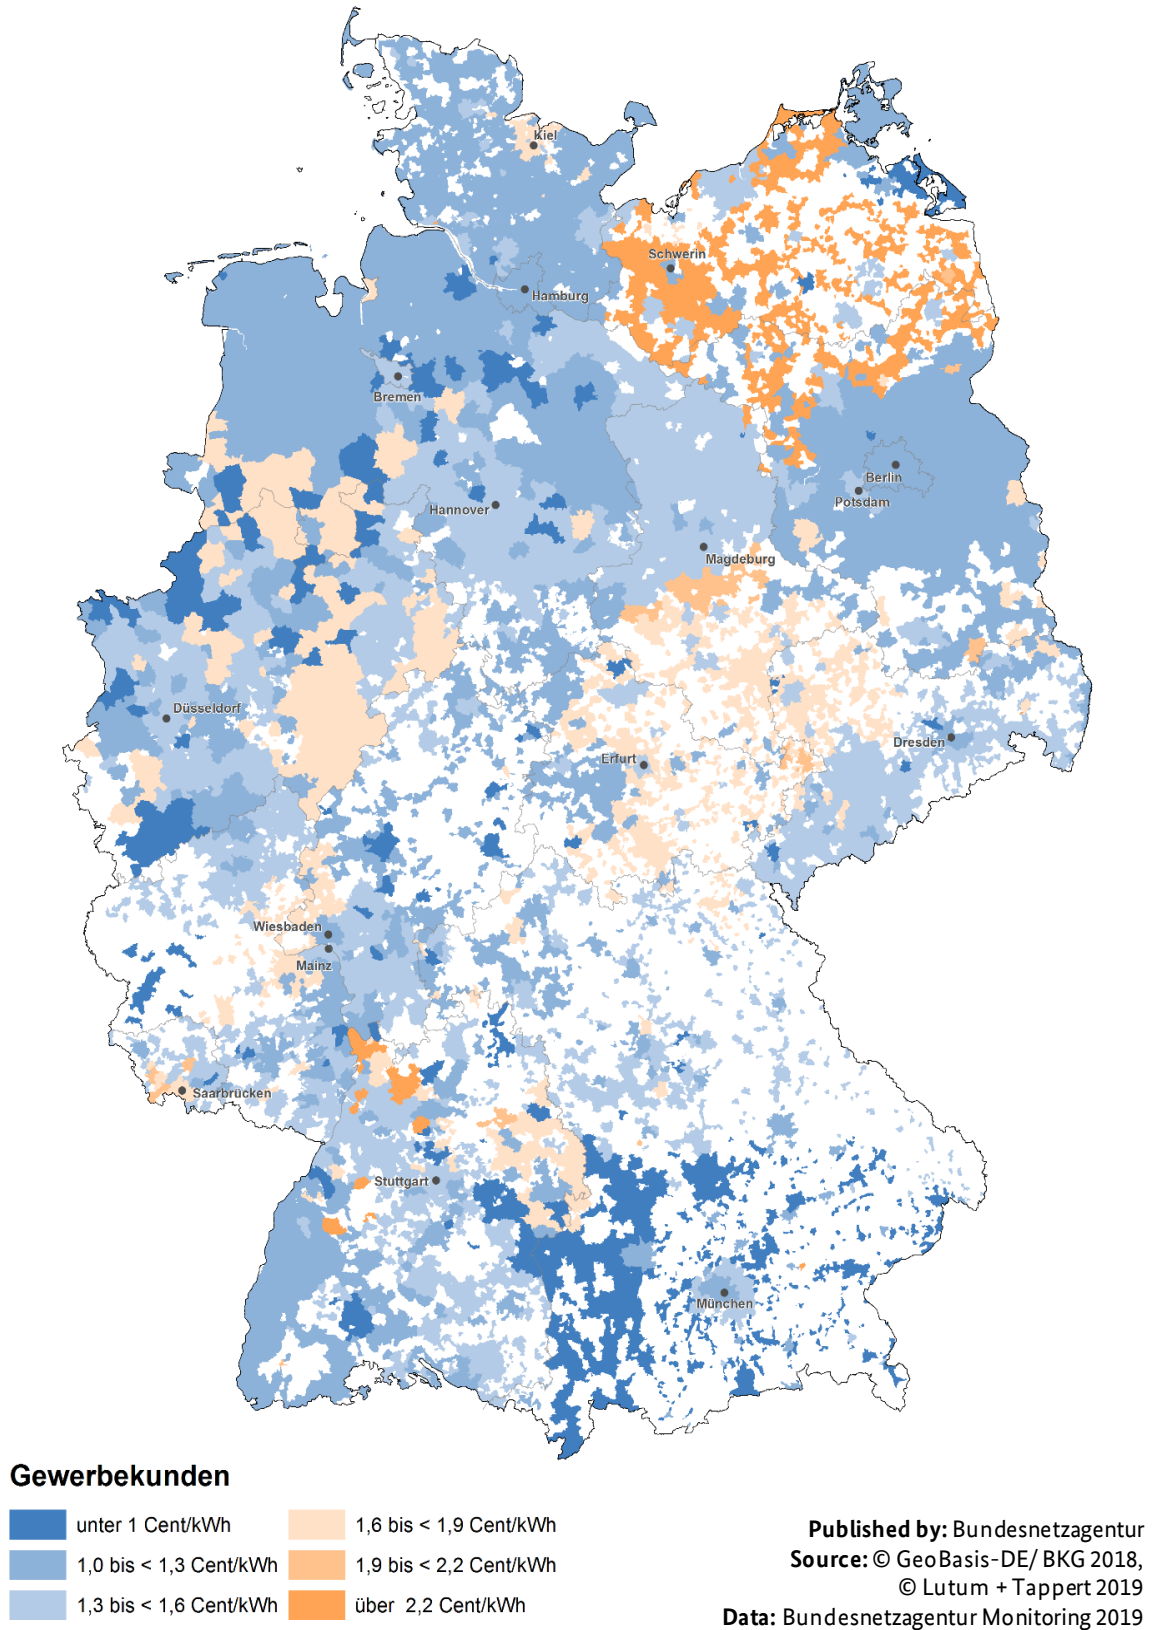 Kiel
Schwerin
Hamburg
Bremen
Berlin
Potsdam
Hannover
Magdeburg
Düsseldorf
Dresden
Erfurt
Wiesbaden
Mainz
Saarbrücken
Stuttgart
München
Gewerbekunden
unter 1 Cent/kWh
1,0 bis < 1,3 Cent/kWh
1,3 bis < 1,6 Cent/kWh
1,6 bis < 1,9 Cent/kWh
1,9 bis < 2,2 Cent/kWh
über 2,2 Cent/kWh
Published by: Bundesnetzagentur
Source: © GeoBasis-DE/ BKG 2018,
© Lutum + Tappert 2019
Data: Bundesnetzagentur Monitoring 2019